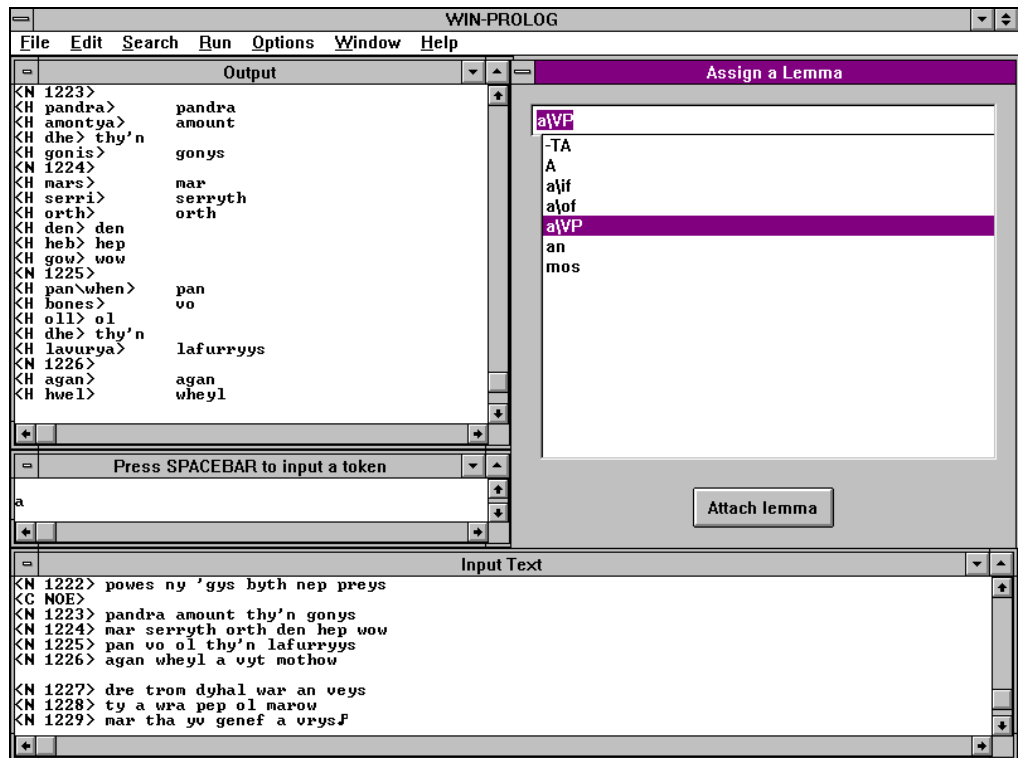 WIN-PROLOG
File Edit Search Run Options Window Help
Output
<N 1223>
<H pandra> pandra
<H amontya> amount
<H dhe> thy'n
<H gonis> gonys
<N 1224>
<H mars> mar
<H serri> serryth
<H orth> orth
<H den> den
<H heb> hep
<H gow> wow
<N 1225>
<H pan\when> pan
<H bones> vo
<H oll> ol
<H dhe> thy'n
<H lavurya> lafurryys
<N 1226>
<H agan> agan
<H hwel> wheyl
Press SPACEBAR to input a token
a
Assign a Lemma
a\VP
-TA
A
a\if
a\of
a\VP
an
mos
Attach lemma
Input Text
<N 1222> powes ny 'gys byth nep preys
<C NOE>
<N 1223> pandra amount thy'n gonys
<N 1224> mar serryth orth den hep wow
<N 1225> pan vo ol thy'n lafurryys
<N 1226> agan wheyl a vyt mothow
<N 1227> dre trom dyhal war an veys
<N 1228> ty a wra pep ol marow
<N 1229> mar tha yv genef a vrys♪